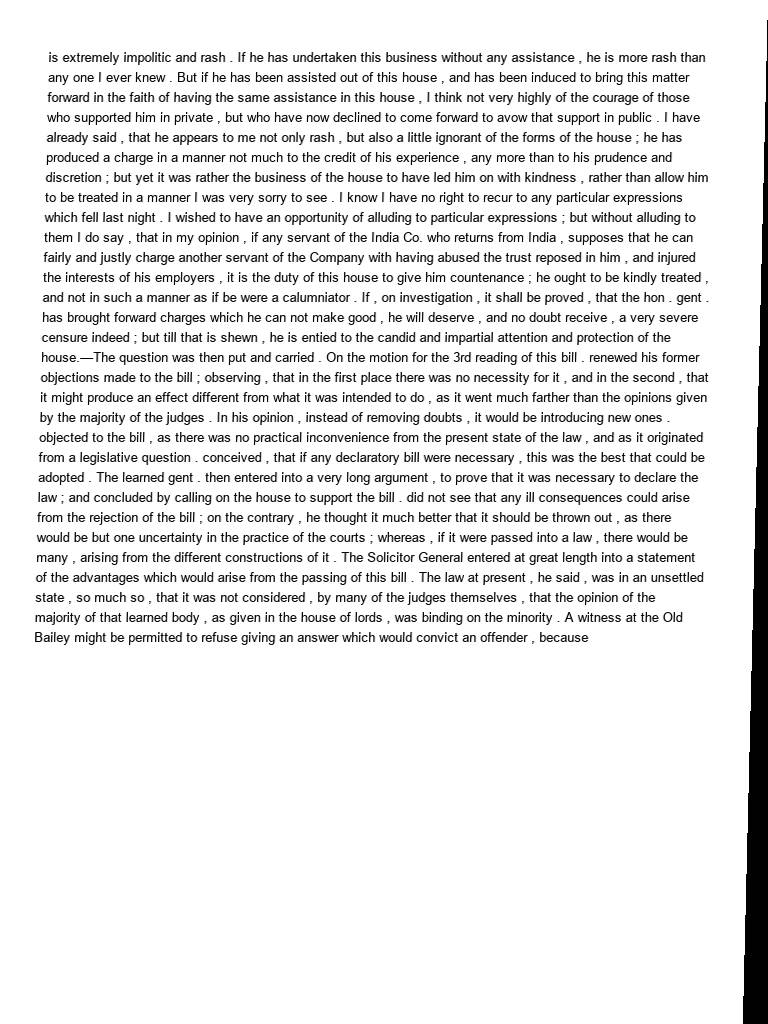 is extremely impolitic and rash . If he has undertaken this business without any assistance , he is more rash than
any one I ever knew . But if he has been assisted out of this house , and has been induced to bring this matter
forward in the faith of having the same assistance in this house , I think not very highly of the courage of those
who supported him in private , but who have now declined to come forward to avow that support in public . I have
already said , that he appears to me not only rash , but also a little ignorant of the forms of the house ; he has
produced a charge in a manner not much to the credit of his experience , any more than to his prudence and
discretion ; but yet it was rather the business of the house to have led him on with kindness , rather than allow him
to be treated in a manner I was very sorry to see . I know I have no right to recur to any particular expressions
which fell last night . I wished to have an opportunity of alluding to particular expressions ; but without alluding to
them I do say , that in my opinion , if any servant of the India Co. who returns from India , supposes that he can
fairly and justly charge another servant of the Company with having abused the trust reposed in him , and injured
the interests of his employers , it is the duty of this house to give him countenance ; he ought to be kindly treated ,
and not in such a manner as if be were a calumniator . If , on investigation , it shall be proved , that the hon . gent .
has brought forward charges which he can not make good , he will deserve , and no doubt receive , a very severe
censure indeed ; but till that is shewn , he is entied to the candid and impartial attention and protection of the
house.—The question was then put and carried . On the motion for the 3rd reading of this bill . renewed his former
objections made to the bill ; observing , that in the first place there was no necessity for it , and in the second , that
it might produce an effect different from what it was intended to do , as it went much farther than the opinions given
by the majority of the judges . In his opinion , instead of removing doubts , it would be introducing new ones .
objected to the bill , as there was no practical inconvenience from the present state of the law , and as it originated
from a legislative question . conceived , that if any declaratory bill were necessary , this was the best that could be
adopted . The learned gent . then entered into a very long argument , to prove that it was necessary to declare the
law ; and concluded by calling on the house to support the bill . did not see that any ill consequences could arise
from the rejection of the bill ; on the contrary , he thought it much better that it should be thrown out , as there
would be but one uncertainty in the practice of the courts ; whereas , if it were passed into a law , there would be
many , arising from the different constructions of it . The Solicitor General entered at great length into a statement
of the advantages which would arise from the passing of this bill . The law at present , he said , was in an unsettled
state , so much so , that it was not considered , by many of the judges themselves , that the opinion of the
majority of that learned body , as given in the house of lords , was binding on the minority . A witness at the Old
Bailey might be permitted to refuse giving an answer which would convict an offender , because